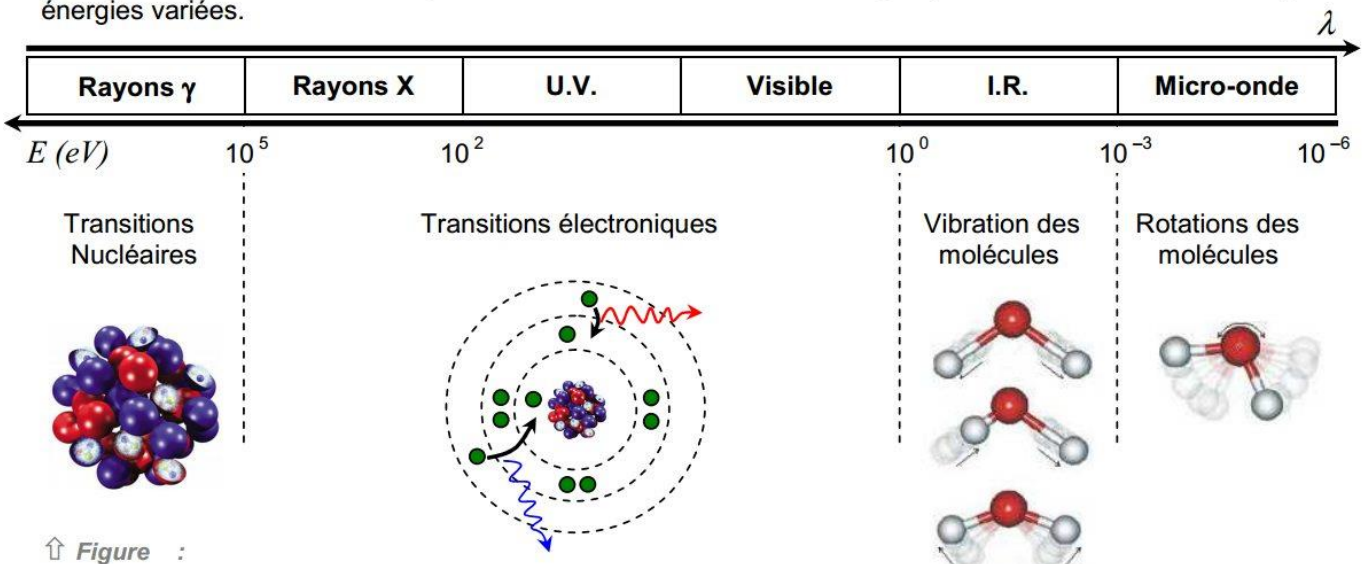 énergies variées.
λ
Rayons γ Rayons X U.V. Visible I.R. Micro-onde
E (eV) 10^5 10^2 10^0 10^-3 10^-6
Transitions Nucléaires
Transitions électroniques
Vibration des molécules
Rotations des molécules
⇧ Figure :